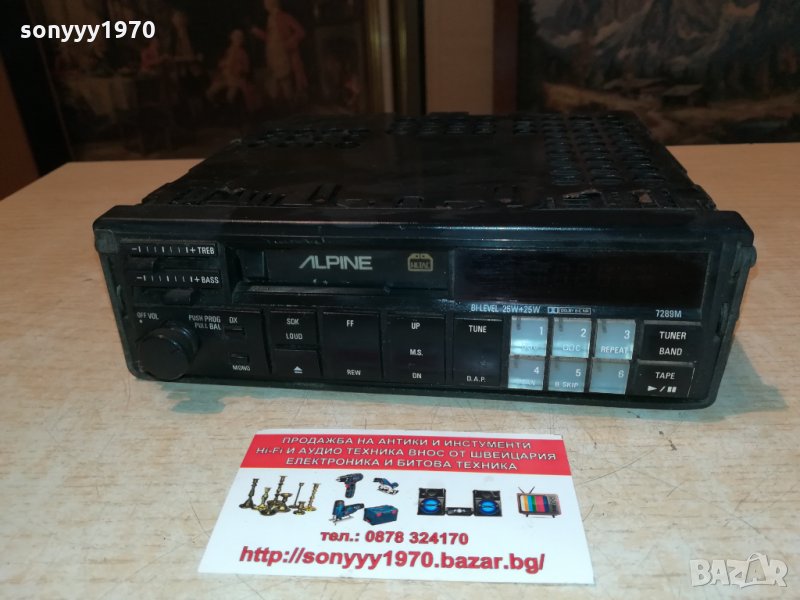 sonyyy1970
sonyyy1970
TREB
BASS
ALPINE
METAL
BI-LEVEL 25W+25W
7288M
OFF VOL
PUSH PROG
PULL BAL
DX
MONO
SDK
LOUD
FF
REW
UP
M.S.
DN
TUNE
B.A.P.
1
2
3
REPEAT
4
5
B.SKIP
6
TUNER
BAND
TAPE
ПРОДАЖБА НА АНТИКИ И ИНСТУМЕНТИ
Hi-Fi И АУДИО ТЕХНИКА ВНОС ОТ ШВЕЙЦАРИЯ
ЕЛЕКТРОНИКА И БИТОВА ТЕХНИКА
тел.: 0878 324170
http://sonyyy1970.bazar.bg/
BAZAR